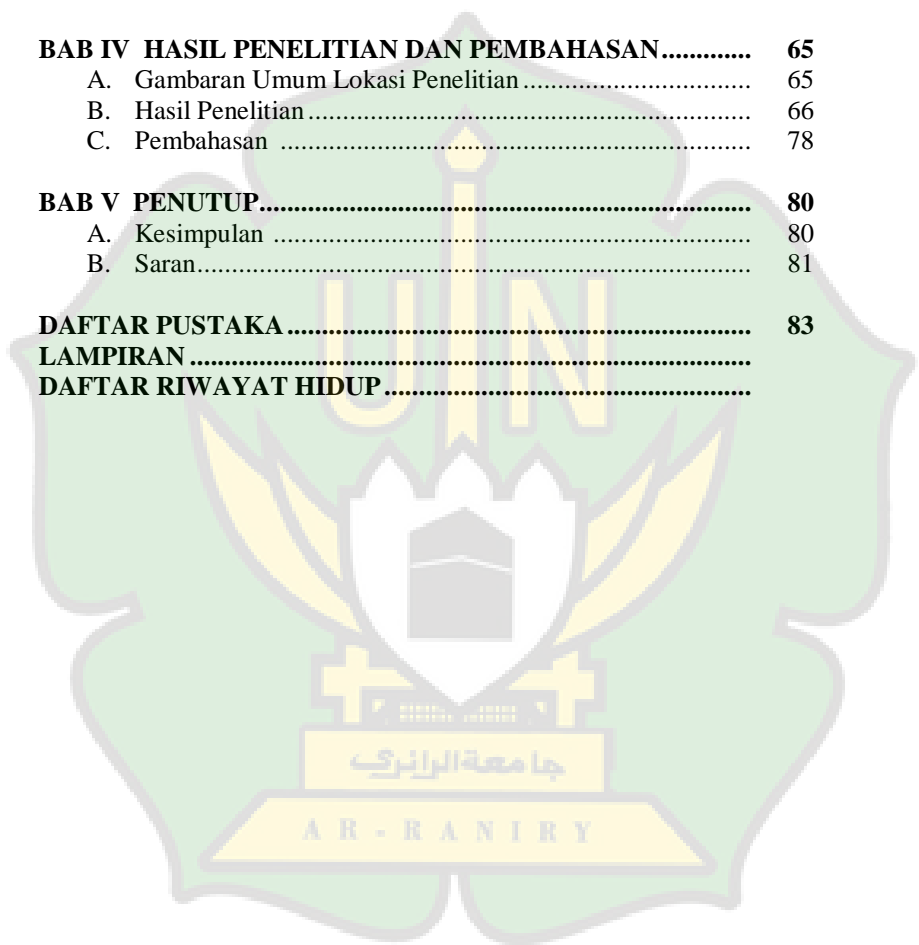 BAB IV HASIL PENELITIAN DAN PEMBAHASAN............. 65
A. Gambaran Umum Lokasi Penelitian ................................ 65
B. Hasil Penelitian ............................................................... 66
C. Pembahasan ................................................................... 78
BAB V PENUTUP...................................................................... 80
A. Kesimpulan .................................................................... 80
B. Saran............................................................................... 81
DAFTAR PUSTAKA .................................................................. 83
LAMPIRAN ................................................................................
DAFTAR RIWAYAT HIDUP ....................................................
UIN
جامعة الرانري
AR-RANIRY